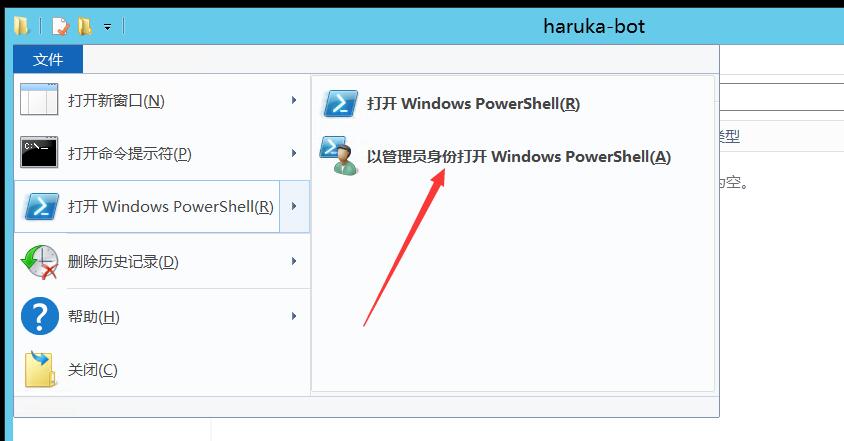 haruka-bot
文件
打开新窗口(N)
打开命令提示符(P)
打开 Windows PowerShell(R)
删除历史记录(D)
帮助(H)
关闭(C)
打开 Windows PowerShell(R)
以管理员身份打开 Windows PowerShell(A)
类型
为空。